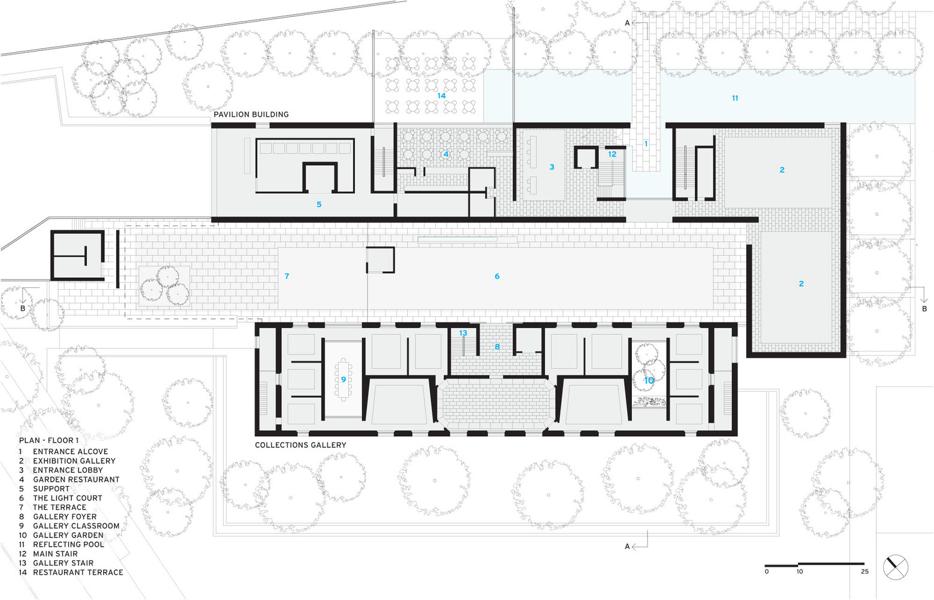 A
14
11
PAVILION BUILDING
4
3
12
1
2
5
7
6
2
B
B
13
8
9
10
PLAN - FLOOR 1
1 ENTRANCE ALCOVE
2 EXHIBITION GALLERY
3 ENTRANCE LOBBY
4 GARDEN RESTAURANT
5 SUPPORT
6 THE LIGHT COURT
7 THE TERRACE
8 GALLERY FOYER
9 GALLERY CLASSROOM
10 GALLERY GARDEN
11 REFLECTING POOL
12 MAIN STAIR
13 GALLERY STAIR
14 RESTAURANT TERRACE
COLLECTIONS GALLERY
A
0 10 25